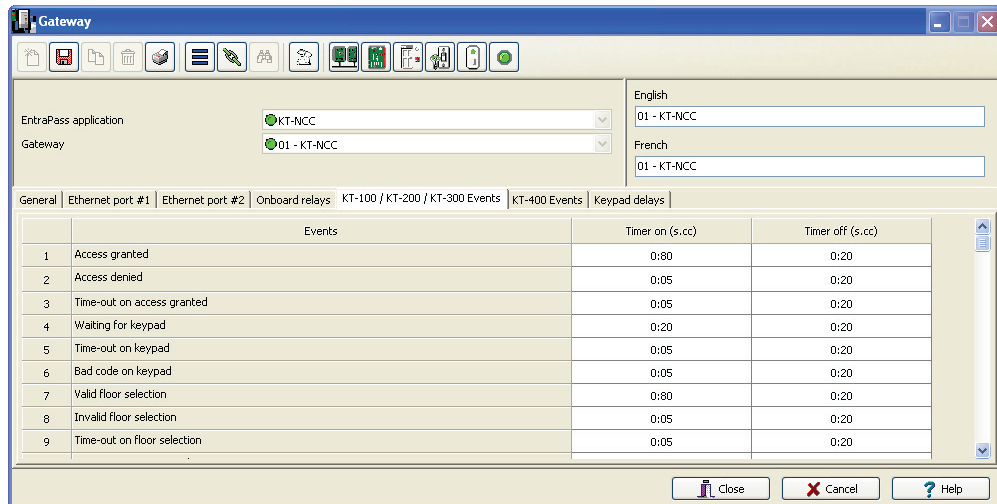 Gateway
English
EntraPass application
KT-NCC
01 - KT-NCC
Gateway
01 - KT-NCC
French
01 - KT-NCC
General Ethernet port #1 Ethernet port #2 Onboard relays KT-100 / KT-200 / KT-300 Events KT-400 Events Keypad delays
Events Timer on (s.cc) Timer off (s.cc)
1 Access granted 0:80 0:20
2 Access denied 0:05 0:20
3 Time-out on access granted 0:05 0:20
4 Waiting for keypad 0:20 0:20
5 Time-out on keypad 0:05 0:20
6 Bad code on keypad 0:05 0:20
7 Valid floor selection 0:80 0:20
8 Invalid floor selection 0:05 0:20
9 Time-out on floor selection 0:05 0:20
Close Cancel Help